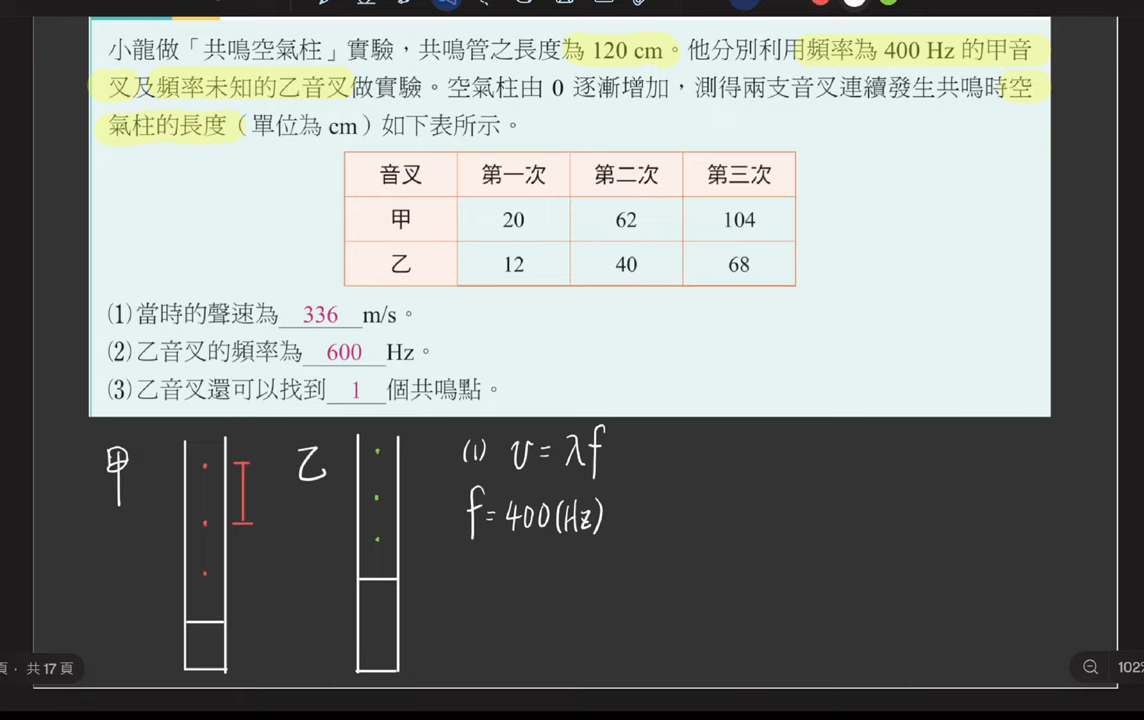 小龍做「共鳴空氣柱」實驗，共鳴管之長度為 120 cm。他分別利用頻率為 400 Hz 的甲音
叉及頻率未知的乙音叉做實驗。空氣柱由 0 逐漸增加，測得兩支音叉連續發生共鳴時空
氣柱的長度（單位為 cm）如下表所示。
音叉 第一次 第二次 第三次
甲 20 62 104
乙 12 40 68
(1)當時的聲速為 336 m/s。
(2)乙音叉的頻率為 600 Hz。
(3)乙音叉還可以找到 1 個共鳴點。
甲 乙 (1) v = λf
f = 400 (Hz)
頁 · 共 17 頁
102%